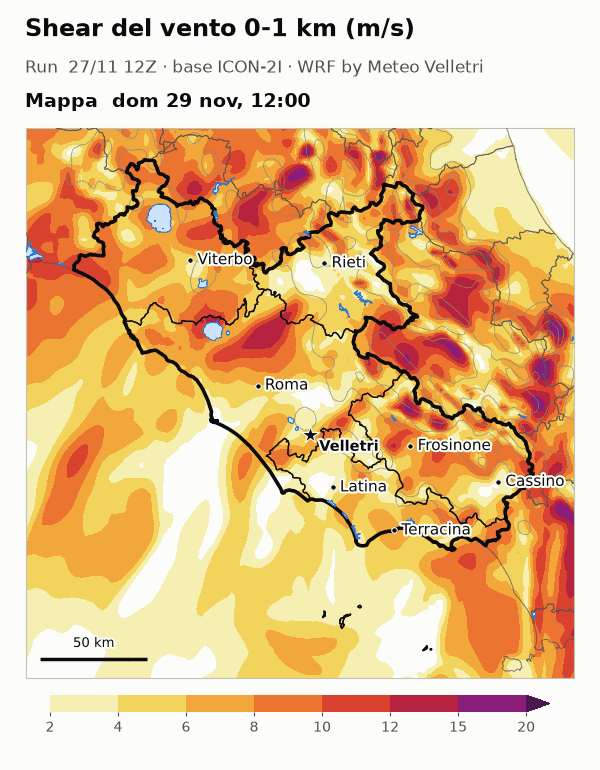 Shear del vento 0-1 km (m/s)
Run  27/11 12Z · base ICON-2I · WRF by Meteo Velletri
Mappa  dom 29 nov, 12:00
Viterbo
Rieti
Roma
Velletri
Frosinone
Latina
Cassino
Terracina
50 km
2 4 6 8 10 12 15 20